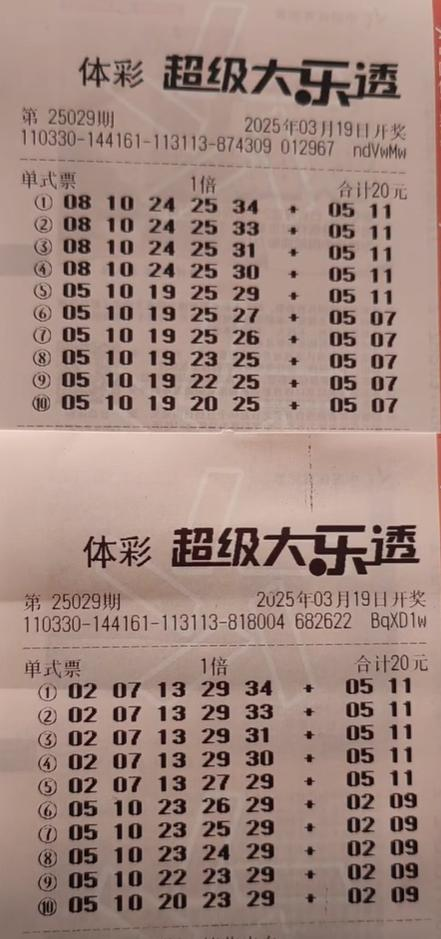 体彩 超级大乐透
第 25029期 2025年03月19日开奖
110330-144161-113113-874309 012967 ndVwMw
单式票 1倍 合计20元
① 08 10 24 25 34 + 05 11
② 08 10 24 25 33 + 05 11
③ 08 10 24 25 31 + 05 11
④ 08 10 24 25 30 + 05 11
⑤ 05 10 19 25 29 + 05 11
⑥ 05 10 19 25 27 + 05 07
⑦ 05 10 19 25 26 + 05 07
⑧ 05 10 19 23 25 + 05 07
⑨ 05 10 19 22 25 + 05 07
⑩ 05 10 19 20 25 + 05 07
体彩 超级大乐透
第 25029期 2025年03月19日开奖
110330-144161-113113-818004 682622 BqXD1w
单式票 1倍 合计20元
① 02 07 13 29 34 + 05 11
② 02 07 13 29 33 + 05 11
③ 02 07 13 29 31 + 05 11
④ 02 07 13 29 30 + 05 11
⑤ 02 07 13 27 29 + 05 11
⑥ 05 10 23 26 29 + 02 09
⑦ 05 10 23 25 29 + 02 09
⑧ 05 10 23 24 29 + 02 09
⑨ 05 10 22 23 29 + 02 09
⑩ 05 10 20 23 29 + 02 09